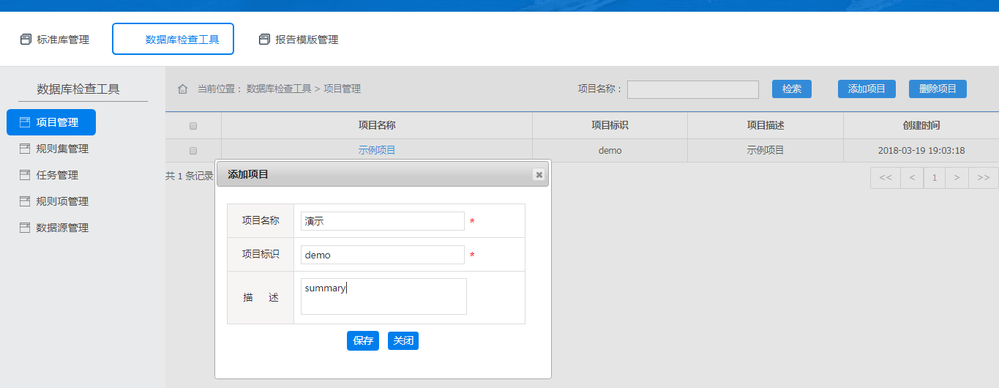 标准库管理 数据库检查工具 报告模版管理
数据库检查工具
项目管理
规则集管理
任务管理
规则项管理
数据源管理
当前位置： 数据库检查工具 > 项目管理 项目名称： 检索 添加项目 删除项目
项目名称 项目标识 项目描述 创建时间
示例项目 demo 示例项目 2018-03-19 19:03:18
共 1 条记录 << < 1 > >>
添加项目
项目名称 演示 *
项目标识 demo *
描 述 summary
保存 关闭